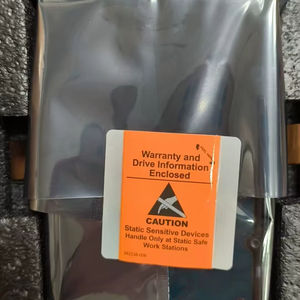 Warranty and
Drive Information
Enclosed
CAUTION
Static Sensitive Devices
Handle Only at Static Safe
Work Stations